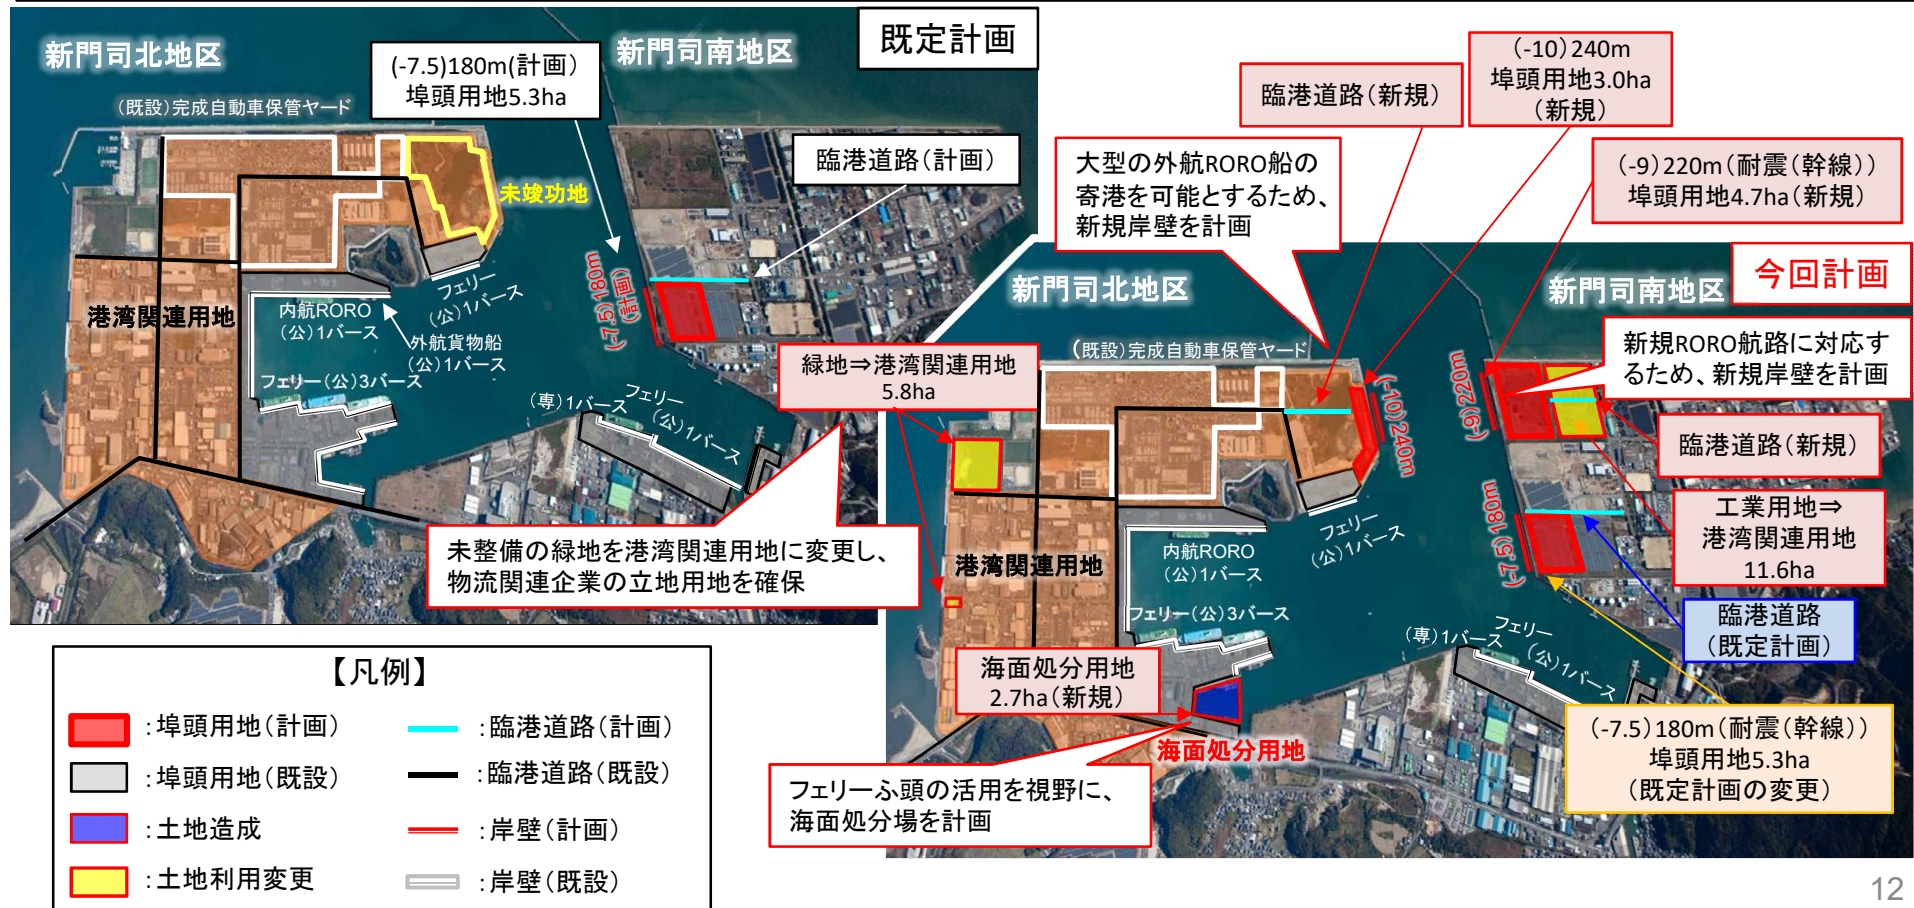 既定計画
新門司北地区
新門司南地区
(-7.5)180m(計画)
埠頭用地5.3ha
(既設)完成自動車保管ヤード
臨港道路(計画)
未竣功地
港湾関連用地
内航RORO
(公)1バース
フェリー
(公)1バース
外航貨物船
(公)1バース
フェリー(公)3バース
(専)1バース
フェリー
(公)1バース
(-7.5)180m
(計画)
今回計画
新門司北地区
新門司南地区
臨港道路(新規)
(-10)240m
埠頭用地3.0ha
(新規)
大型の外航RORO船の
寄港を可能とするため、
新規岸壁を計画
(-9)220m(耐震(幹線))
埠頭用地4.7ha(新規)
新規RORO航路に対応す
るため、新規岸壁を計画
(既設)完成自動車保管ヤード
緑地⇒港湾関連用地
5.8ha
(-10)240m
(-9)220m
臨港道路(新規)
工業用地⇒
港湾関連用地
11.6ha
(-7.5)180m
臨港道路
(既定計画)
未整備の緑地を港湾関連用地に変更し、
物流関連企業の立地用地を確保
港湾関連用地
内航RORO
(公)1バース
フェリー
(公)1バース
フェリー(公)3バース
(専)1バース
フェリー
(公)1バース
海面処分用地
2.7ha(新規)
海面処分用地
(-7.5)180m(耐震(幹線))
埠頭用地5.3ha
(既定計画の変更)
フェリーふ頭の活用を視野に、
海面処分場を計画
【凡例】
:埠頭用地(計画)
:臨港道路(計画)
:埠頭用地(既設)
:臨港道路(既設)
:土地造成
:岸壁(計画)
:土地利用変更
:岸壁(既設)
12